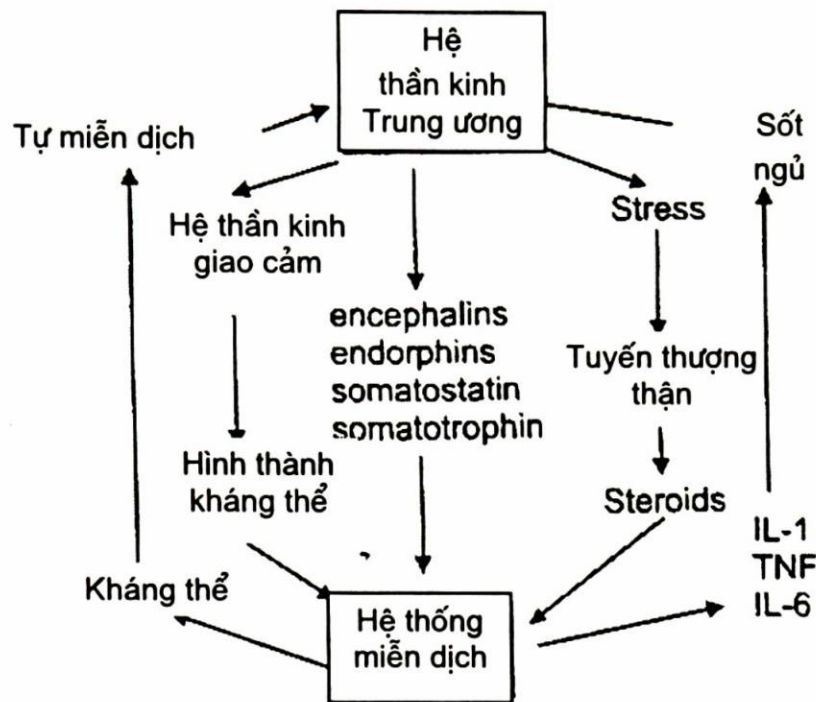 Hệ
thần kinh
Trung ương
Tự miễn dịch
Sốt
ngủ
Hệ thần kinh
giao cảm
Stress
encephalins
endorphins
somatostatin
somatotrophin
Tuyến thượng
thận
Hình thành
kháng thể
Steroids
IL-1
TNF
IL-6
Kháng thể
Hệ thống
miễn dịch